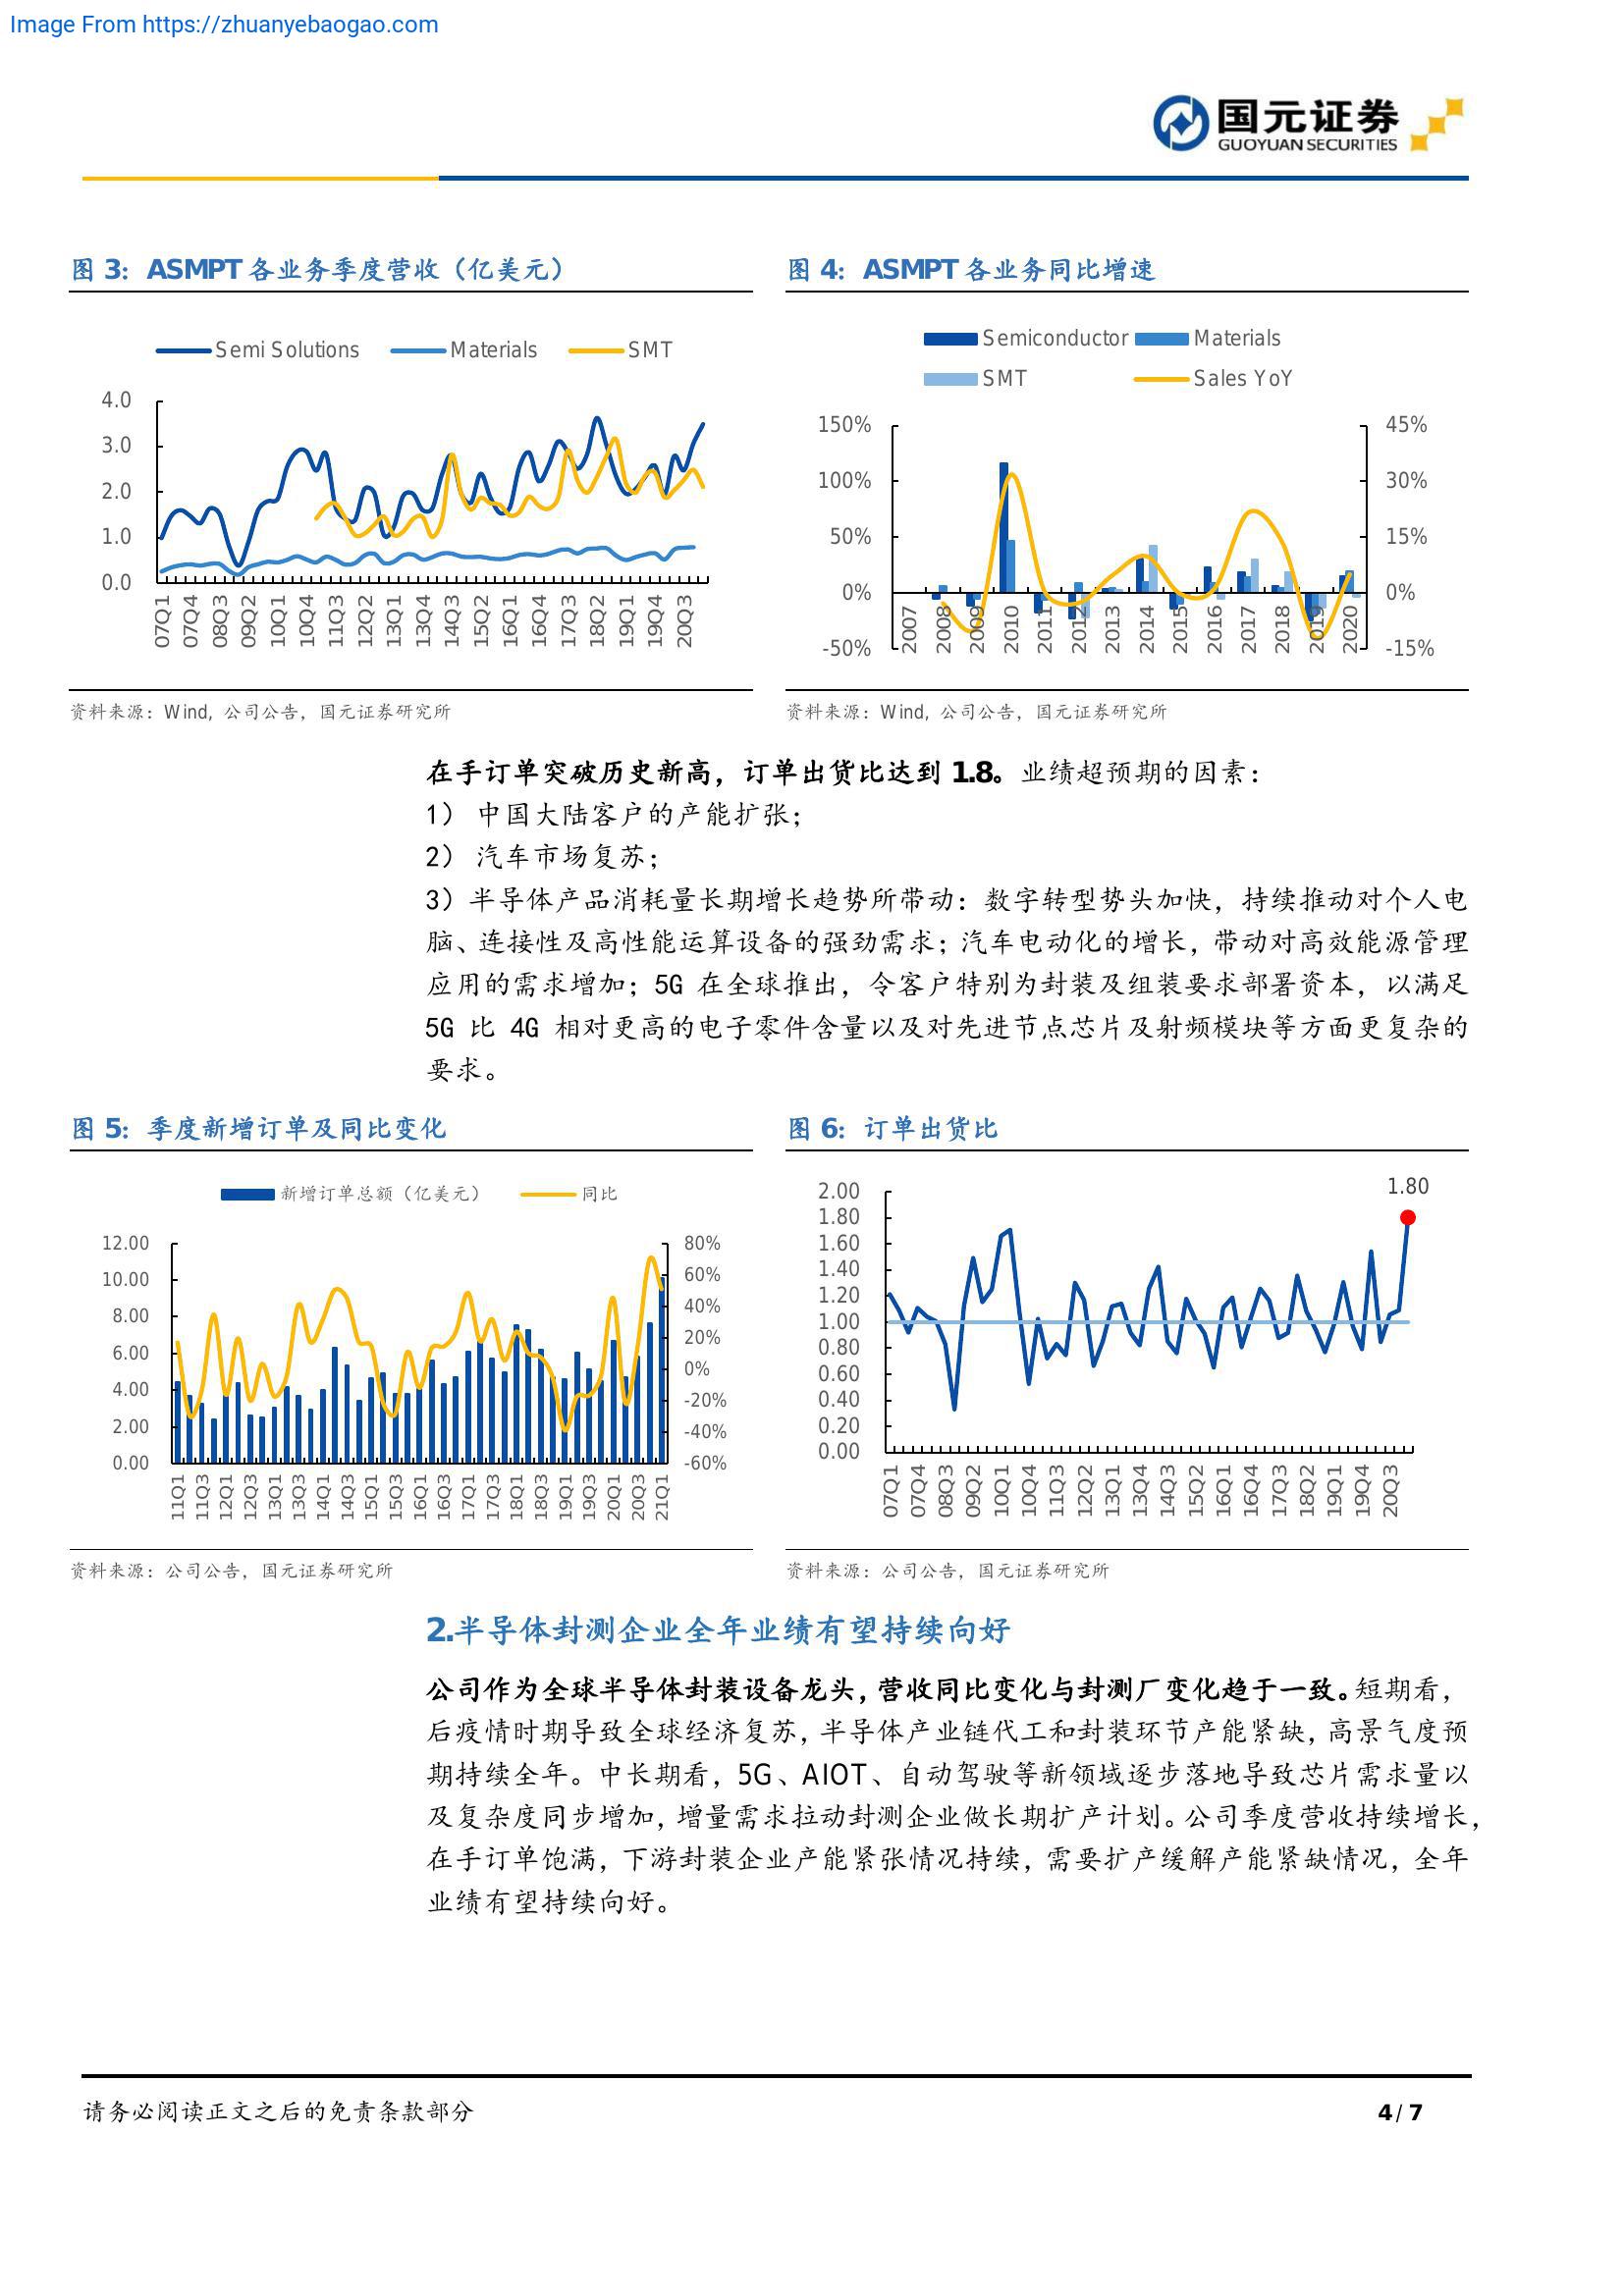 Image From https://zhuanyebaogao.com
国元证券
GUOYUAN SECURITIES
图 3：ASMPT 各业务季度营收（亿美元）
Semi Solutions Materials SMT
4.0
3.0
2.0
1.0
0.0
07Q1 07Q4 08Q3 09Q2 10Q1 10Q4 11Q3 12Q2 13Q1 13Q4 14Q3 15Q2 16Q1 16Q4 17Q3 18Q2 19Q1 19Q4 20Q3
资料来源：Wind, 公司公告，国元证券研究所
图 4：ASMPT 各业务同比增速
Semiconductor Materials
SMT Sales YoY
150% 45%
100% 30%
50% 15%
0% 0%
-50% -15%
2007 2008 2009 2010 2011 2012 2013 2014 2015 2016 2017 2018 2019 2020
资料来源：Wind, 公司公告，国元证券研究所
在手订单突破历史新高，订单出货比达到 1.8。业绩超预期的因素：
1） 中国大陆客户的产能扩张；
2） 汽车市场复苏；
3）半导体产品消耗量长期增长趋势所带动：数字转型势头加快，持续推动对个人电
脑、连接性及高性能运算设备的强劲需求；汽车电动化的增长，带动对高效能源管理
应用的需求增加；5G 在全球推出，令客户特别为封装及组装要求部署资本，以满足
5G 比 4G 相对更高的电子零件含量以及对先进节点芯片及射频模块等方面更复杂的
要求。
图 5：季度新增订单及同比变化
新增订单总额（亿美元） 同比
12.00 80%
10.00 60%
8.00 40%
6.00 20%
4.00 0%
2.00 -20%
0.00 -40%
-60%
11Q1 11Q3 12Q1 12Q3 13Q1 13Q3 14Q1 14Q3 15Q1 15Q3 16Q1 16Q3 17Q1 17Q3 18Q1 18Q3 19Q1 19Q3 20Q1 20Q3 21Q1
资料来源：公司公告，国元证券研究所
图 6：订单出货比
1.80
2.00
1.80
1.60
1.40
1.20
1.00
0.80
0.60
0.40
0.20
0.00
07Q1 07Q4 08Q3 09Q2 10Q1 10Q4 11Q3 12Q2 13Q1 13Q4 14Q3 15Q2 16Q1 16Q4 17Q3 18Q2 19Q1 19Q4 20Q3
资料来源：公司公告，国元证券研究所
2.半导体封测企业全年业绩有望持续向好
公司作为全球半导体封装设备龙头，营收同比变化与封测厂变化趋于一致。短期看，
后疫情时期导致全球经济复苏，半导体产业链代工和封装环节产能紧缺，高景气度预
期持续全年。中长期看，5G、AIOT、自动驾驶等新领域逐步落地导致芯片需求量以
及复杂度同步增加，增量需求拉动封测企业做长期扩产计划。公司季度营收持续增长，
在手订单饱满，下游封装企业产能紧张情况持续，需要扩产缓解产能紧缺情况，全年
业绩有望持续向好。
请务必阅读正文之后的免责条款部分
4 / 7